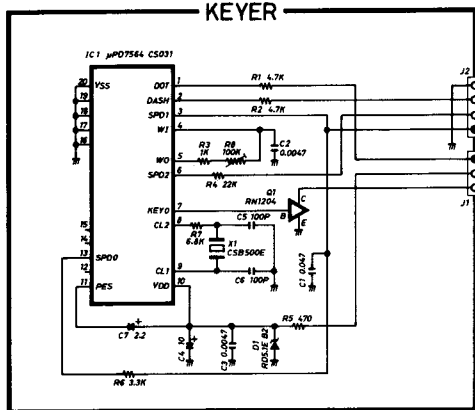 KEYER
IC1 μPD7564 CS031
J2
20 VSS
DOT 1
R1 4.7K
19
DASH 2
R2 4.7K
18
SPD1 3
17
WI 4
16
R3 1K
R8 100K
C2 0.0047
WO 5
SPD2 6
R4 22K
Q1 RN1204
C
J1
KEYO 7
B
E
CL2 8
C5 100P
15
R7 6.8K
X1 CSB500E
14
13 SPD0
C1 0.047
12
CL1 9
C6 100P
11 PES
VDD 10
R5 470
C7 2.2
+
C4 10
+
C3 0.0047
D1 RD5.1E B2
R6 3.3K